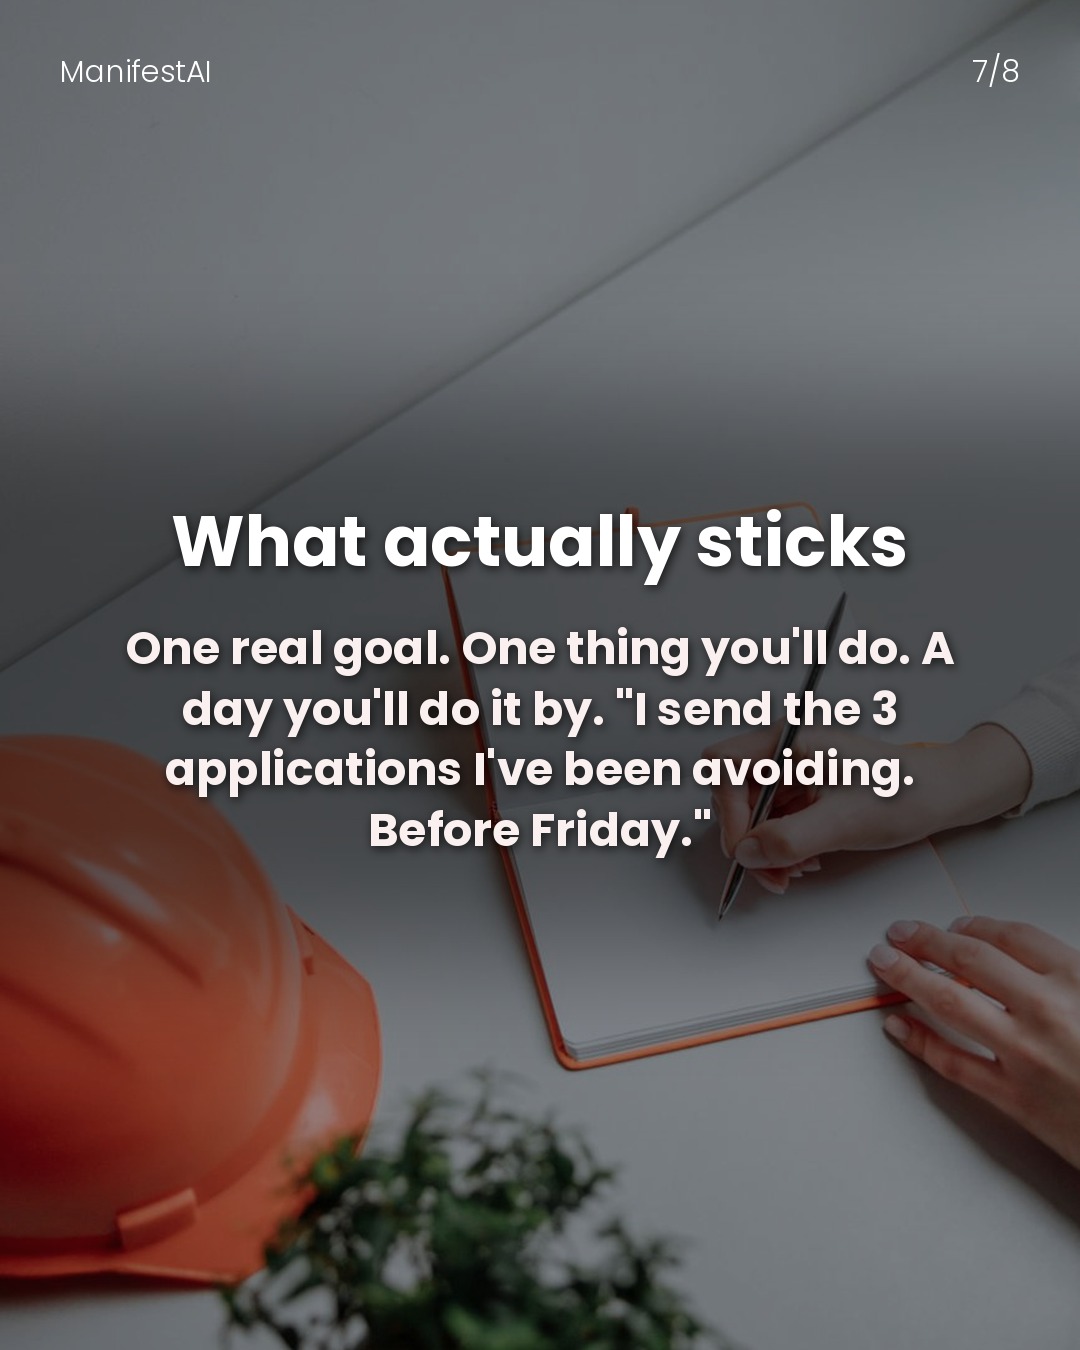 ManifestAI
7/8
What actually sticks
One real goal. One thing you'll do. A
day you'll do it by. "I send the 3
applications I've been avoiding.
Before Friday."